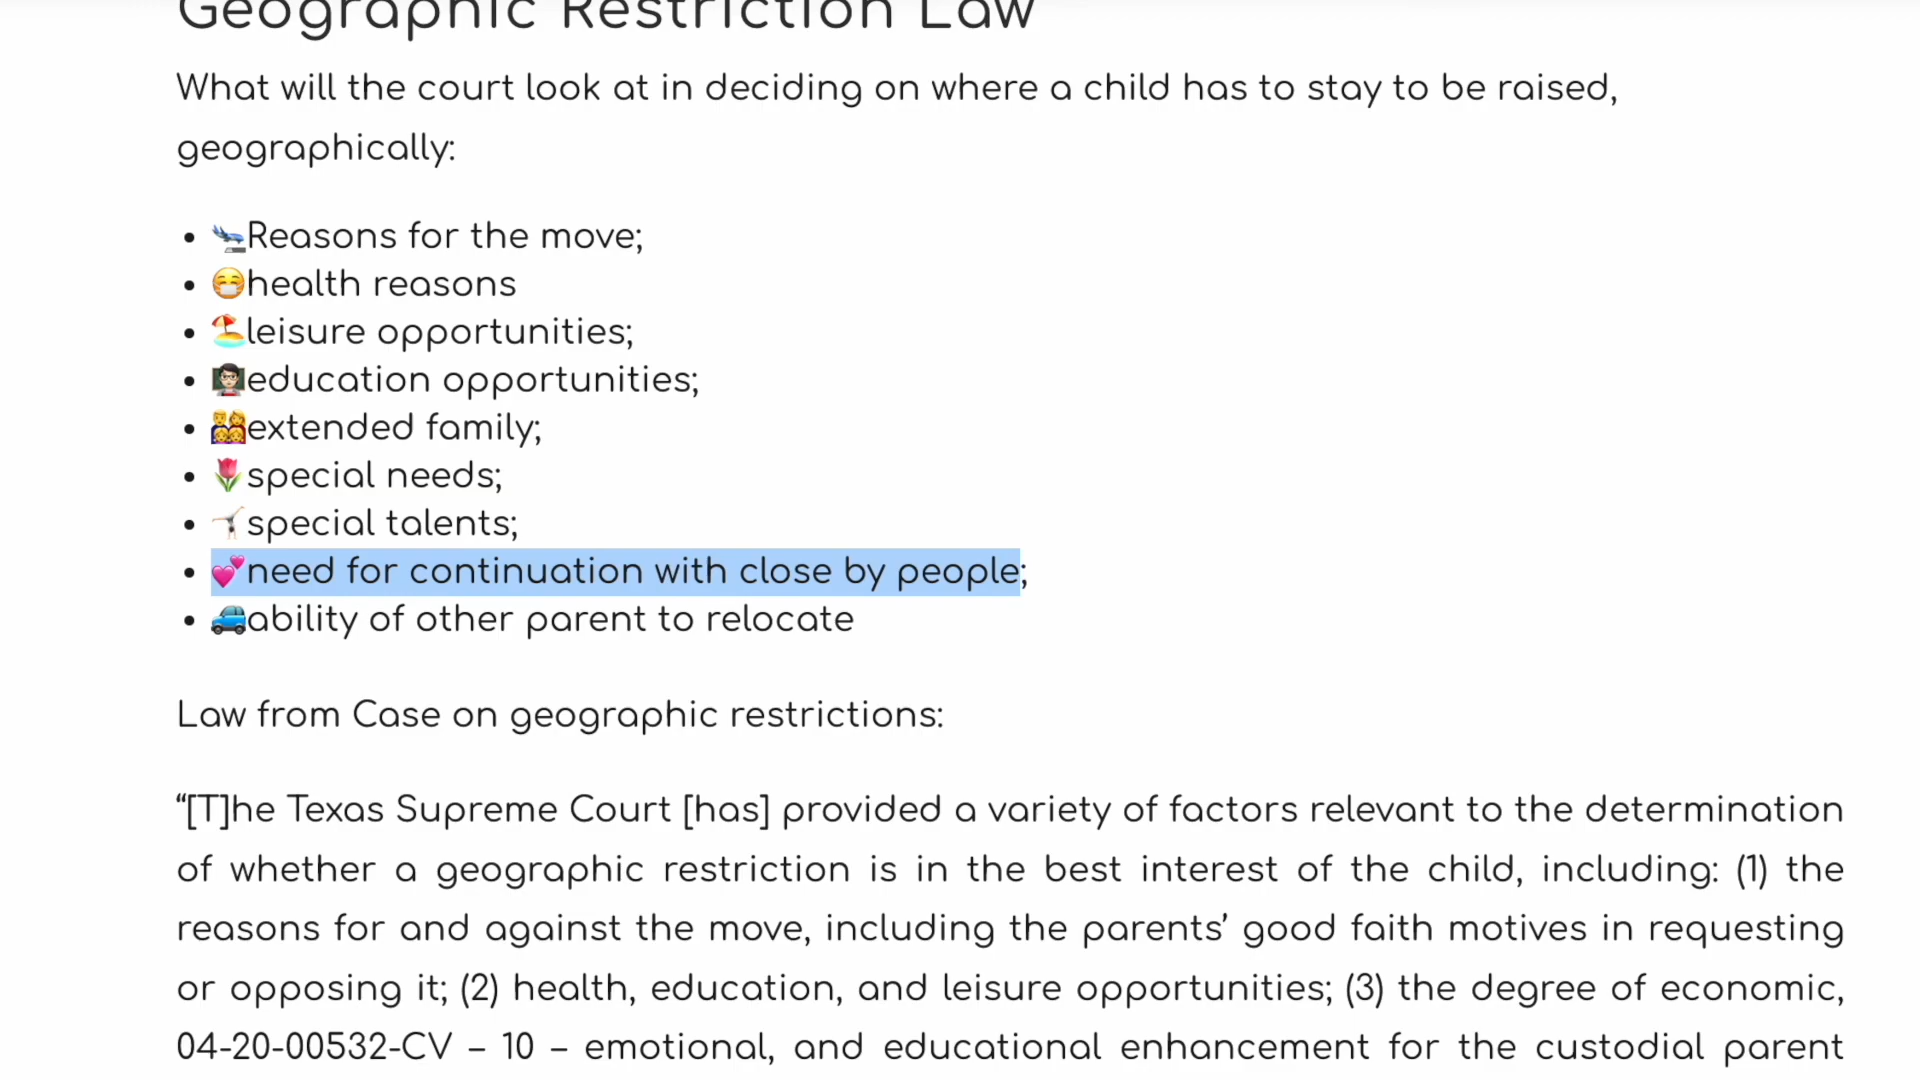 Geographic Restriction Law
What will the court look at in deciding on where a child has to stay to be raised,
geographically:
• 🛬Reasons for the move;
• 😷health reasons
• 🏖leisure opportunities;
• 👩🏻‍🏫education opportunities;
• 👨‍👩‍👧‍👦extended family;
• 🌷special needs;
• 🤸🏻special talents;
• 💕need for continuation with close by people;
• 🚙ability of other parent to relocate
Law from Case on geographic restrictions:
“[T]he Texas Supreme Court [has] provided a variety of factors relevant to the determination
of whether a geographic restriction is in the best interest of the child, including: (1) the
reasons for and against the move, including the parents’ good faith motives in requesting
or opposing it; (2) health, education, and leisure opportunities; (3) the degree of economic,
04-20-00532-CV – 10 – emotional, and educational enhancement for the custodial parent